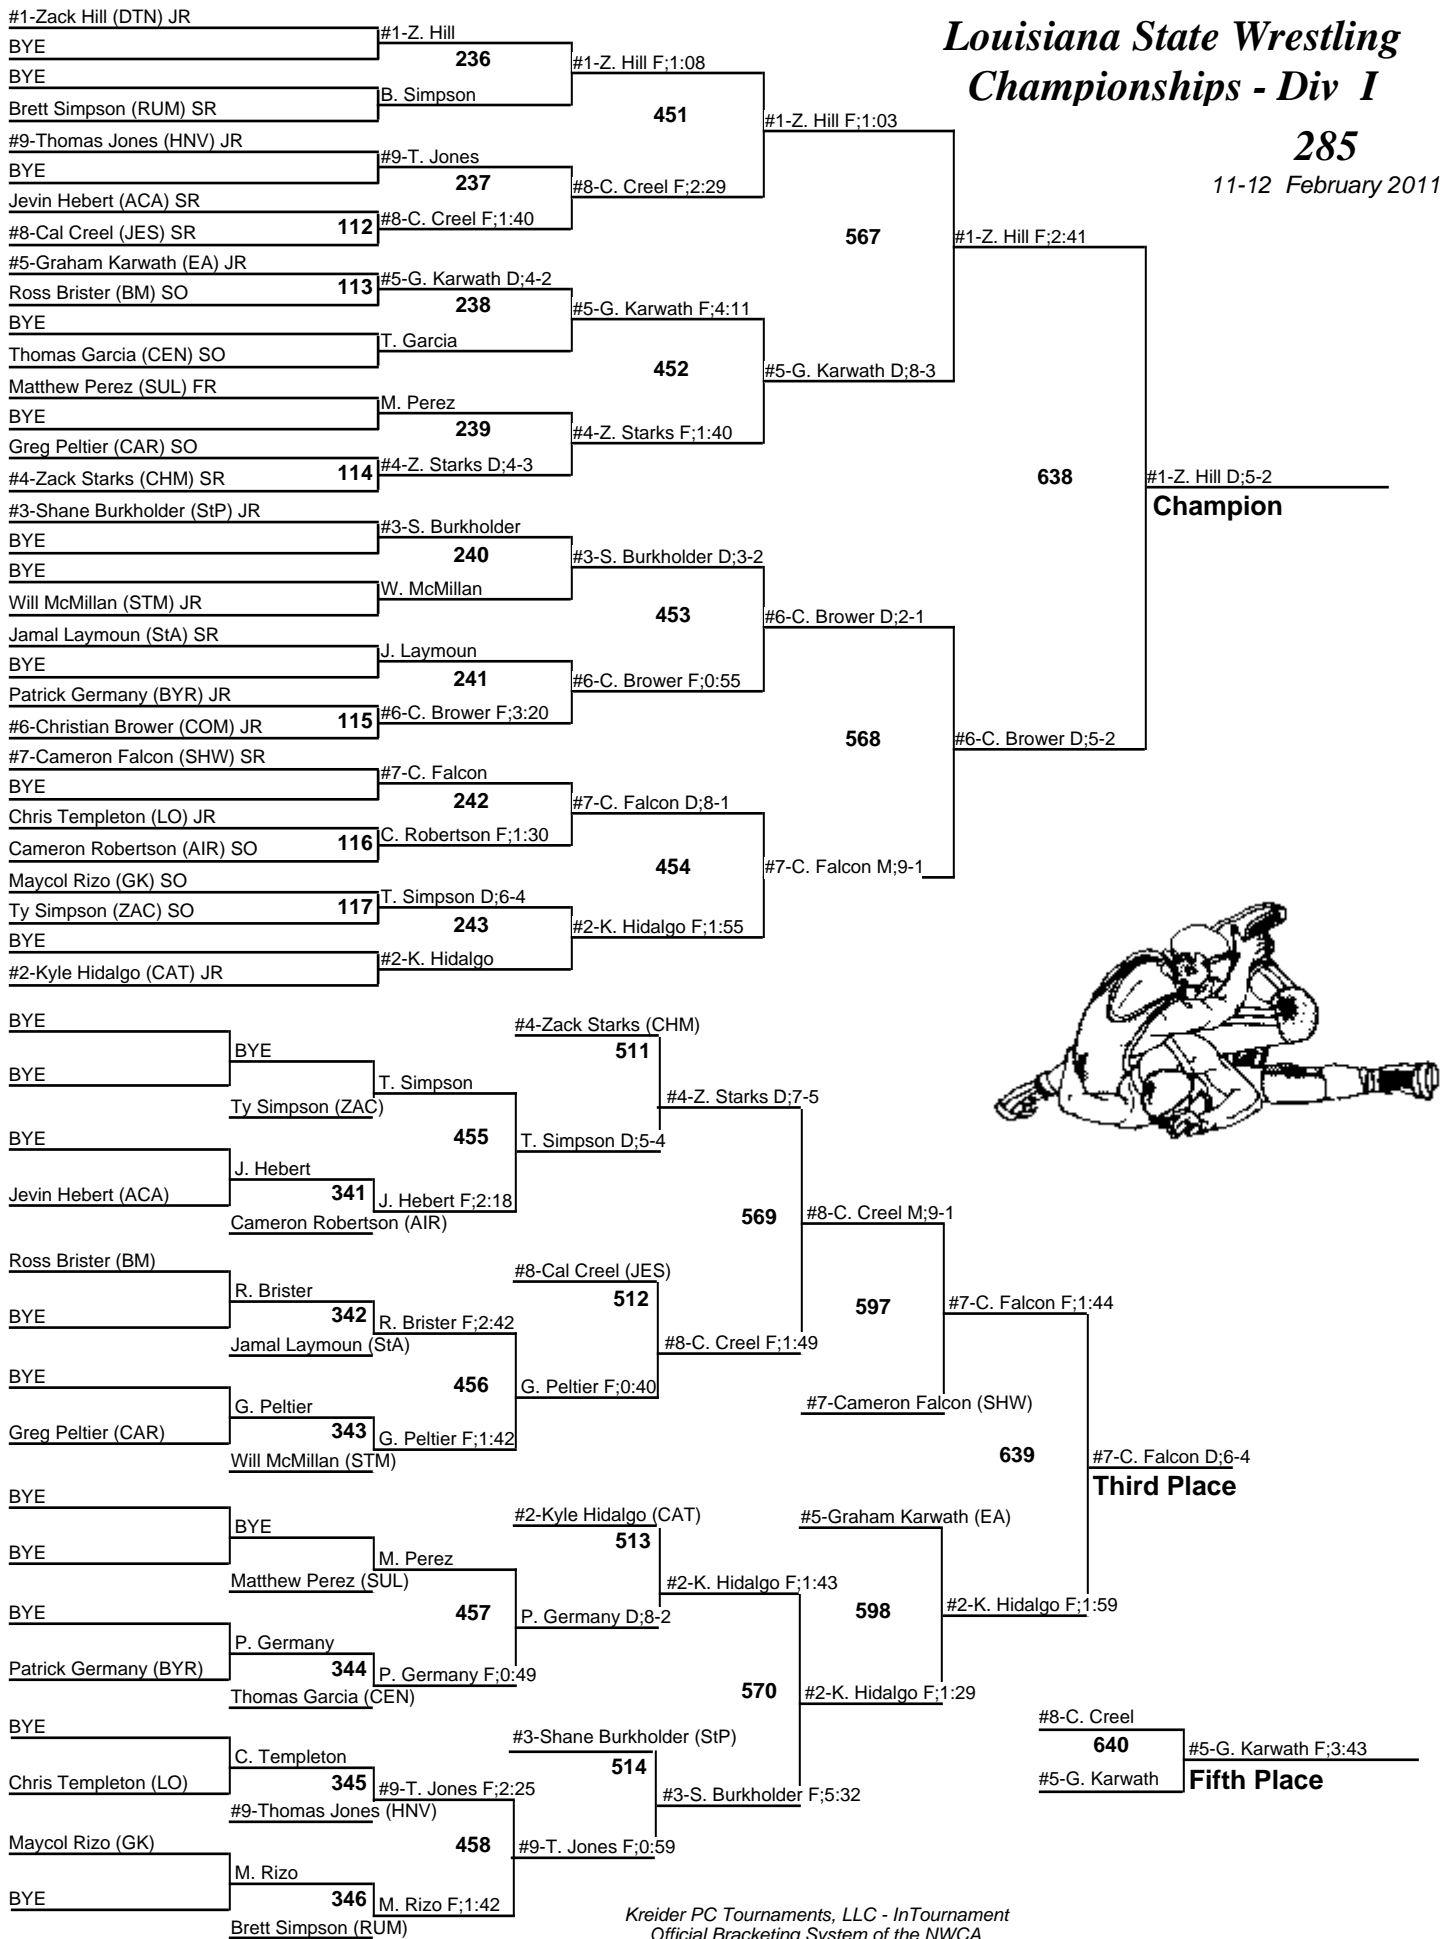 #1-Zack Hill (DTN) JR
BYE
BYE
Brett Simpson (RUM) SR
#9-Thomas Jones (HNV) JR
BYE
Jevin Hebert (ACA) SR
#8-Cal Creel (JES) SR
#5-Graham Karwath (EA) JR
Ross Brister (BM) SO
BYE
Thomas Garcia (CEN) SO
Matthew Perez (SUL) FR
BYE
Greg Peltier (CAR) SO
#4-Zack Starks (CHM) SR
#3-Shane Burkholder (StP) JR
BYE
BYE
Will McMillan (STM) JR
Jamal Laymoun (StA) SR
BYE
Patrick Germany (BYR) JR
#6-Christian Brower (COM) JR
#7-Cameron Falcon (SHW) SR
BYE
Chris Templeton (LO) JR
Cameron Robertson (AIR) SO
Maycol Rizo (GK) SO
Ty Simpson (ZAC) SO
BYE
#2-Kyle Hidalgo (CAT) JR
112
113
114
115
116
117
#1-Z. Hill
236
B. Simpson
#9-T. Jones
237
#8-C. Creel F;1:40
#5-G. Karwath D;4-2
238
T. Garcia
M. Perez
239
#4-Z. Starks D;4-3
#3-S. Burkholder
240
W. McMillan
J. Laymoun
241
#6-C. Brower F;3:20
#7-C. Falcon
242
C. Robertson F;1:30
T. Simpson D;6-4
243
#2-K. Hidalgo
#1-Z. Hill F;1:08
451
#8-C. Creel F;2:29
#5-G. Karwath F;4:11
452
#4-Z. Starks F;1:40
#3-S. Burkholder D;3-2
453
#6-C. Brower F;0:55
#7-C. Falcon D;8-1
454
#2-K. Hidalgo F;1:55
#1-Z. Hill F;1:03
567
#5-G. Karwath D;8-3
#6-C. Brower D;2-1
568
#7-C. Falcon M;9-1
#1-Z. Hill F;2:41
638
#6-C. Brower D;5-2
#1-Z. Hill D;5-2
Champion
Louisiana State Wrestling
Championships - Div I
285
11-12 February 2011
BYE
BYE
BYE
Jevin Hebert (ACA)
Ross Brister (BM)
BYE
BYE
Greg Peltier (CAR)
BYE
BYE
BYE
Patrick Germany (BYR)
BYE
Chris Templeton (LO)
Maycol Rizo (GK)
BYE
BYE
Ty Simpson (ZAC)
J. Hebert
341
Cameron Robertson (AIR)
R. Brister
342
Jamal Laymoun (StA)
G. Peltier
343
Will McMillan (STM)
BYE
Matthew Perez (SUL)
P. Germany
344
Thomas Garcia (CEN)
C. Templeton
345
#9-Thomas Jones (HNV)
M. Rizo
346
Brett Simpson (RUM)
T. Simpson
455
J. Hebert F;2:18
R. Brister F;2:42
456
G. Peltier F;1:42
M. Perez
457
P. Germany F;0:49
#9-T. Jones F;2:25
458
M. Rizo F;1:42
#4-Zack Starks (CHM)
511
T. Simpson D;5-4
#8-Cal Creel (JES)
512
G. Peltier F;0:40
#2-Kyle Hidalgo (CAT)
513
P. Germany D;8-2
#3-Shane Burkholder (StP)
514
#9-T. Jones F;0:59
#4-Z. Starks D;7-5
569
#8-C. Creel F;1:49
#2-K. Hidalgo F;1:43
570
#3-S. Burkholder F;5:32
#8-C. Creel M;9-1
597
#7-Cameron Falcon (SHW)
#5-Graham Karwath (EA)
598
#2-K. Hidalgo F;1:29
#7-C. Falcon F;1:44
639
#2-K. Hidalgo F;1:59
#7-C. Falcon D;6-4
Third Place
#8-C. Creel
640
#5-G. Karwath
#5-G. Karwath F;3:43
Fifth Place
Kreider PC Tournaments, LLC - InTournament
Official Bracketing System of the NWCA